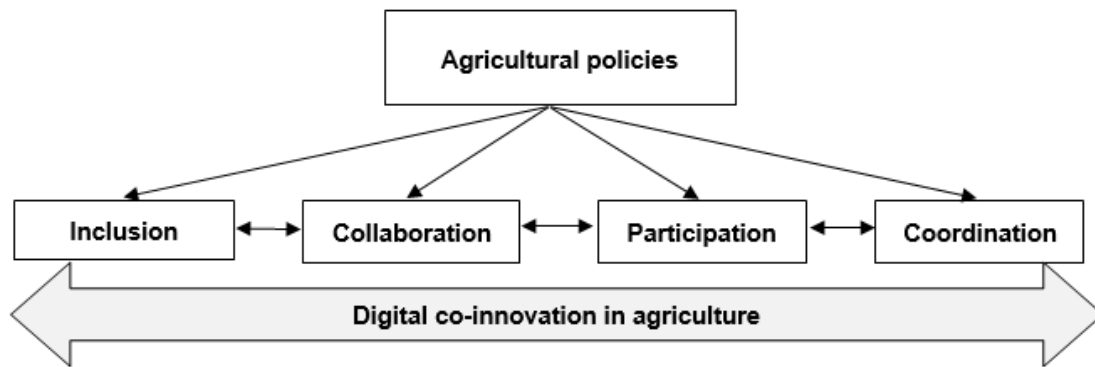 Agricultural policies
Inclusion
Collaboration
Participation
Coordination
Digital co-innovation in agriculture